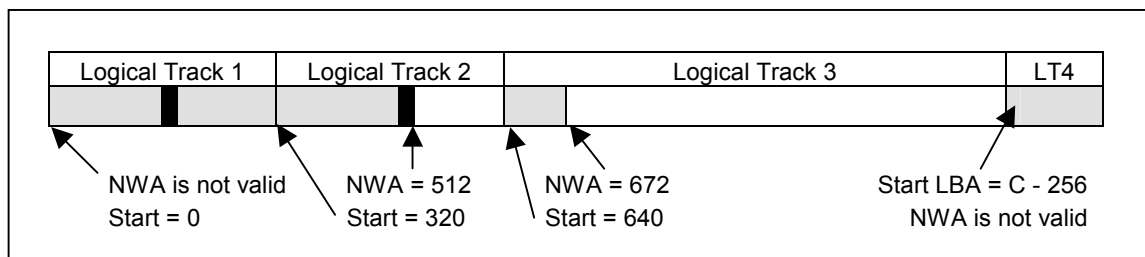 Logical Track 1 Logical Track 2 Logical Track 3 LT4
NWA is not valid NWA = 512 NWA = 672 Start LBA = C - 256
Start = 0 Start = 320 Start = 640 NWA is not valid